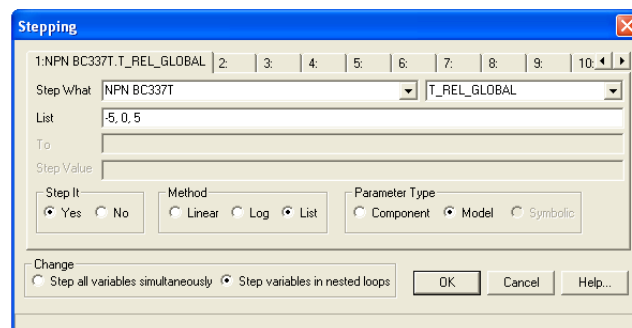 Stepping
1:NPN BC337T.T_REL_GLOBAL 2: 3: 4: 5: 6: 7: 8: 9: 10:
Step What NPN BC337T T_REL_GLOBAL
List -5, 0, 5
To
Step Value
Step It Method Parameter Type
Yes No Linear Log List Component Model Symbolic
Change
Step all variables simultaneously Step variables in nested loops OK Cancel Help...